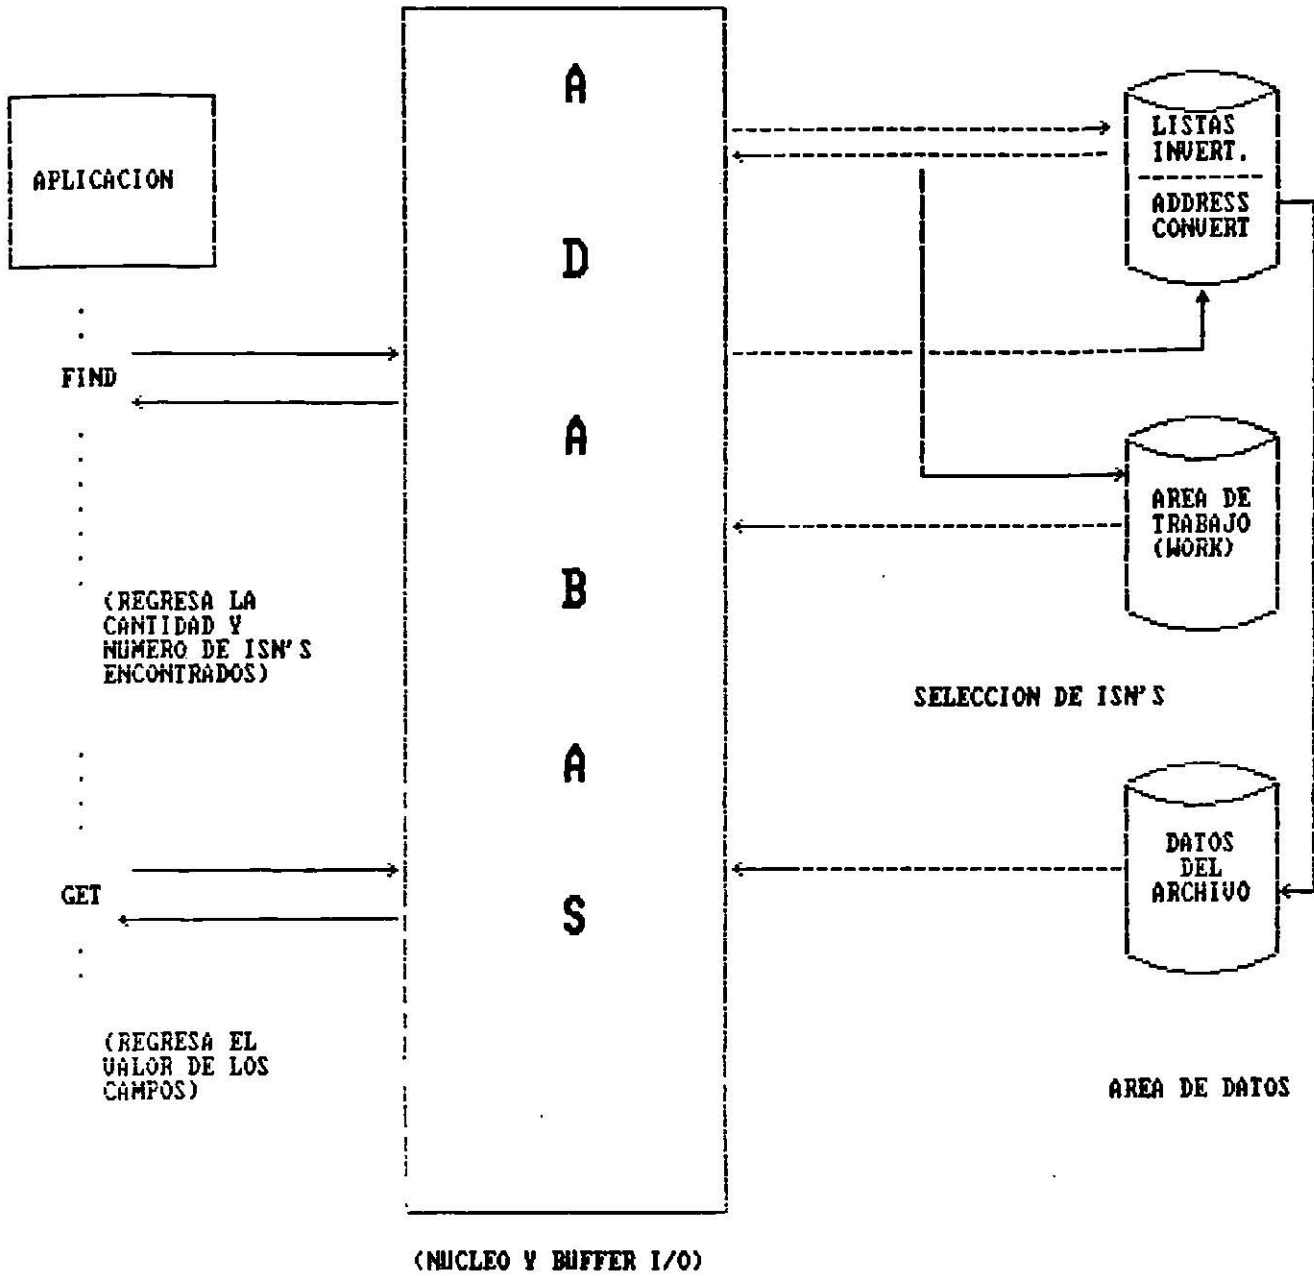 APLICACION
FIND
(REGRESA LA
CANTIDAD Y
NUMERO DE ISN'S
ENCONTRADOS)
GET
(REGRESA EL
VALOR DE LOS
CAMPOS)
A
D
A
B
A
S
(NUCLEO Y BUFFER I/O)
LISTAS
INVERT.
ADDRESS
CONVERT
AREA DE
TRABAJO
(WORK)
SELECCION DE ISN'S
DATOS
DEL
ARCHIVO
AREA DE DATOS